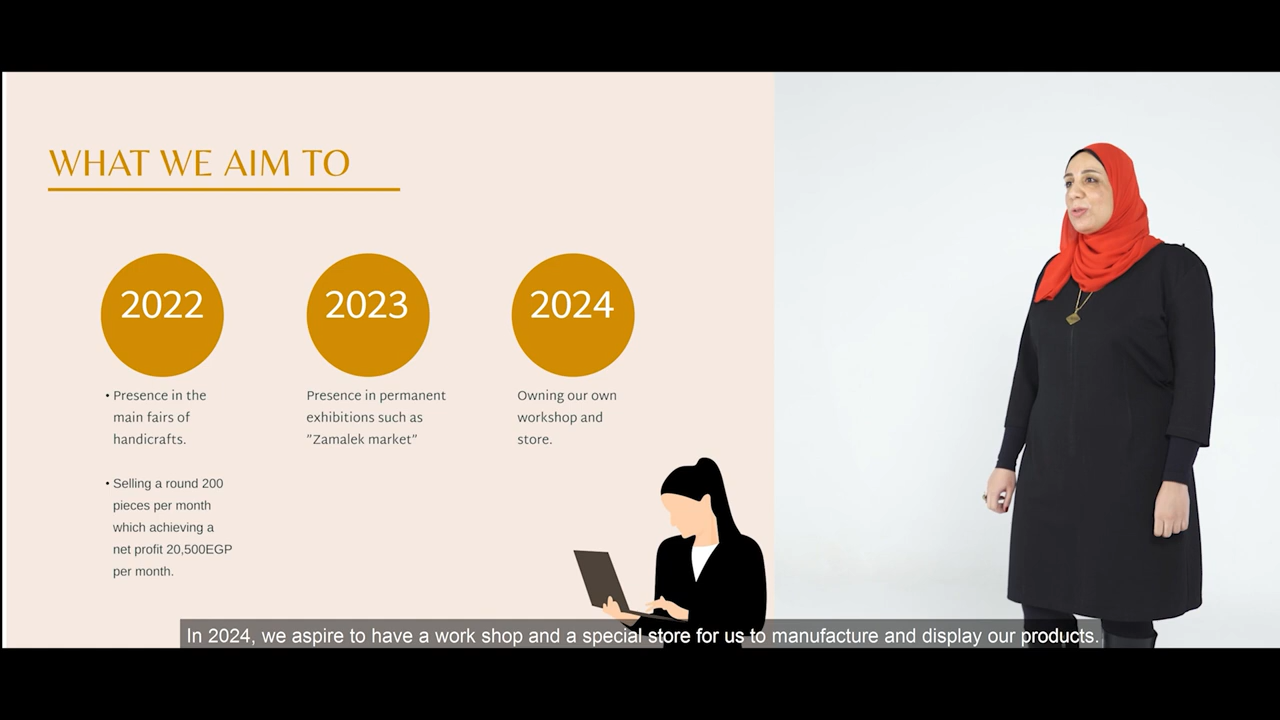 WHAT WE AIM TO
2022
2023
2024
• Presence in the
main fairs of
handicrafts.
• Selling a round 200
pieces per month
which achieving a
net profit 20,500EGP
per month.
Presence in permanent
exhibitions such as
”Zamalek market”
Owning our own
workshop and
store.
In 2024, we aspire to have a work shop and a special store for us to manufacture and display our products.